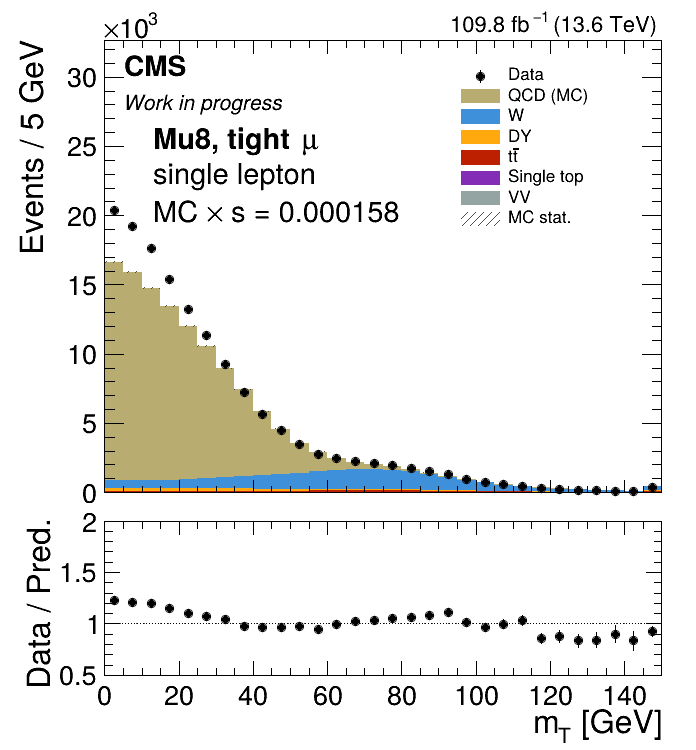 ×10³
109.8 fb⁻¹ (13.6 TeV)
Events / 5 GeV
CMS
Work in progress
Mu8, tight μ
single lepton
MC × s = 0.000158
Data
QCD (MC)
W
DY
tt̄
Single top
VV
MC stat.
30
25
20
15
10
5
0
Data / Pred.
2
1.5
1
0.5
0 20 40 60 80 100 120 140
m_T [GeV]